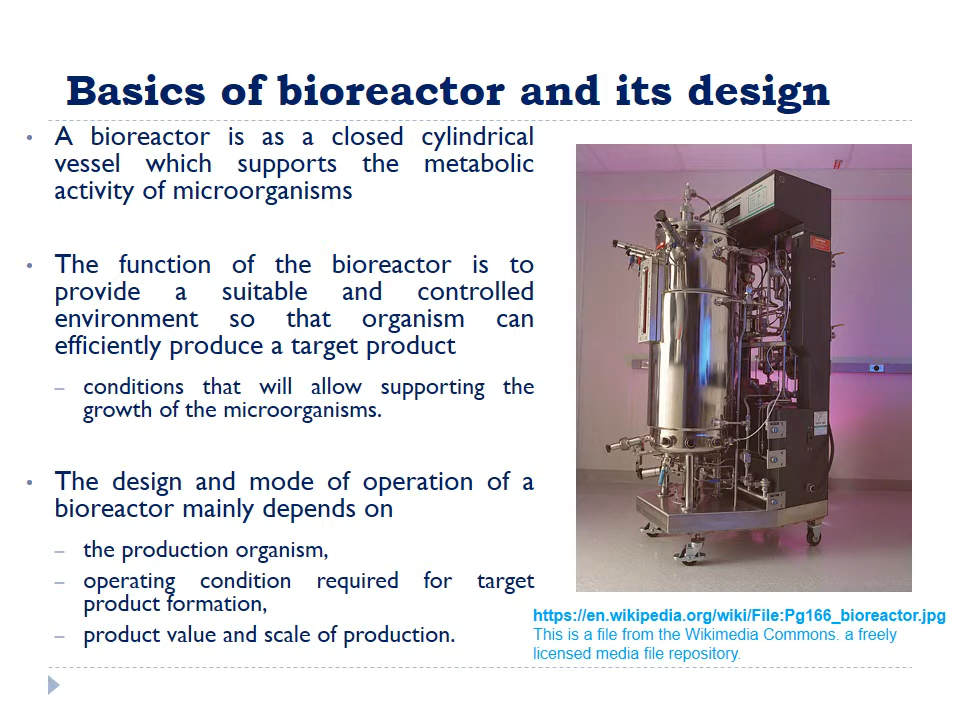 Basics of bioreactor and its design
• A bioreactor is as a closed cylindrical
vessel which supports the metabolic
activity of microorganisms
• The function of the bioreactor is to
provide a suitable and controlled
environment so that organism can
efficiently produce a target product
– conditions that will allow supporting the
growth of the microorganisms.
• The design and mode of operation of a
bioreactor mainly depends on
– the production organism,
– operating condition required for target
product formation,
– product value and scale of production.
https://en.wikipedia.org/wiki/File:Pg166_bioreactor.jpg
This is a file from the Wikimedia Commons. a freely
licensed media file repository.